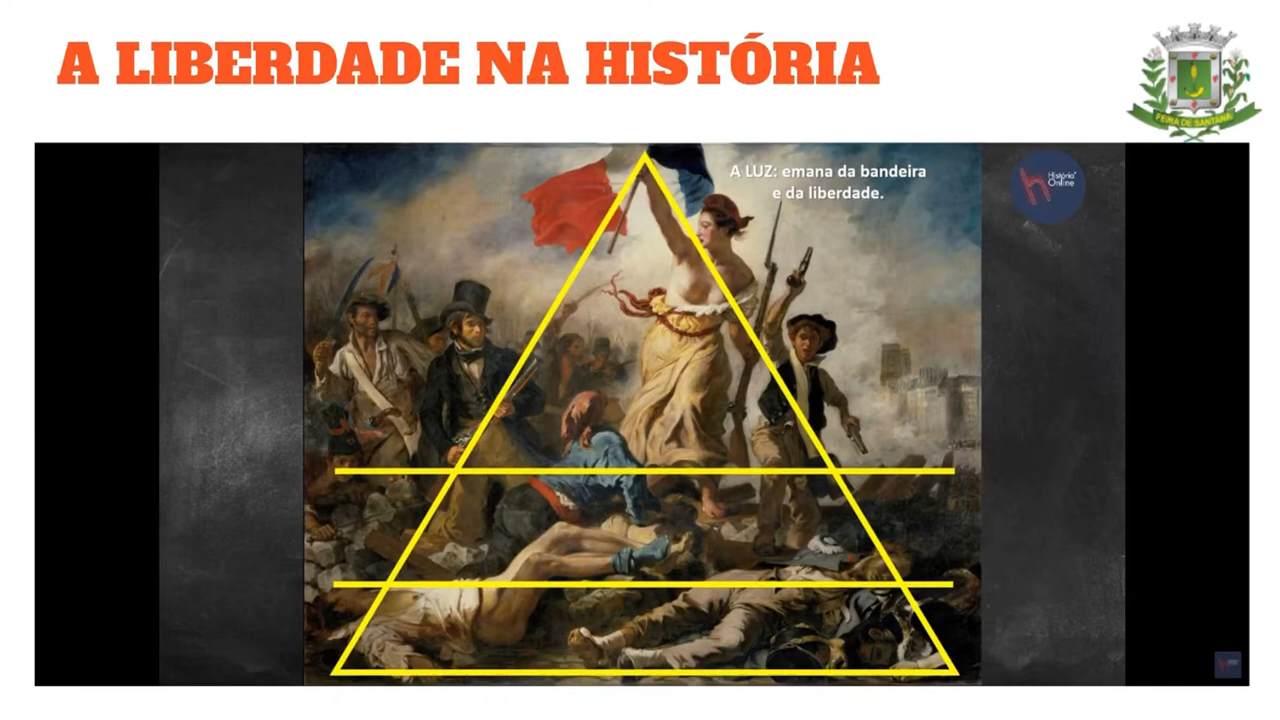 A LIBERDADE NA HISTÓRIA
FEIRA DE SANTANA
A LUZ: emana da bandeira
e da liberdade.
História
Online